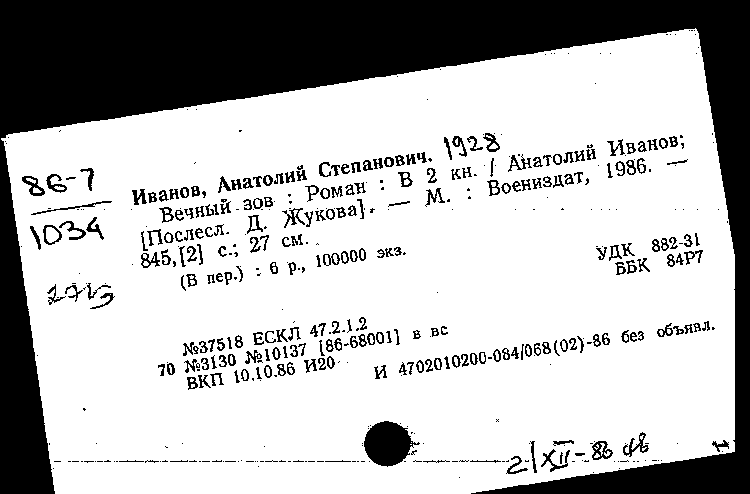 86-7
1034
Иванов, Анатолий Степанович. 1928
Вечный зов : Роман : В 2 кн. / Анатолий Иванов;
[Послесл. Д. Жукова]. — М. : Воениздат, 1986. —
845,[2] с.; 27 см.
(В пер.) : 6 р., 100000 экз.
УДК 882-31
ББК 84Р7
№37518 ЕСКЛ 47.2.1.2
70 №3130 №10137 [86-68001] в вс
ВКП 10.10.86 И20
И 4702010200-084/068(02)-86 без объявл.
21 XII-86